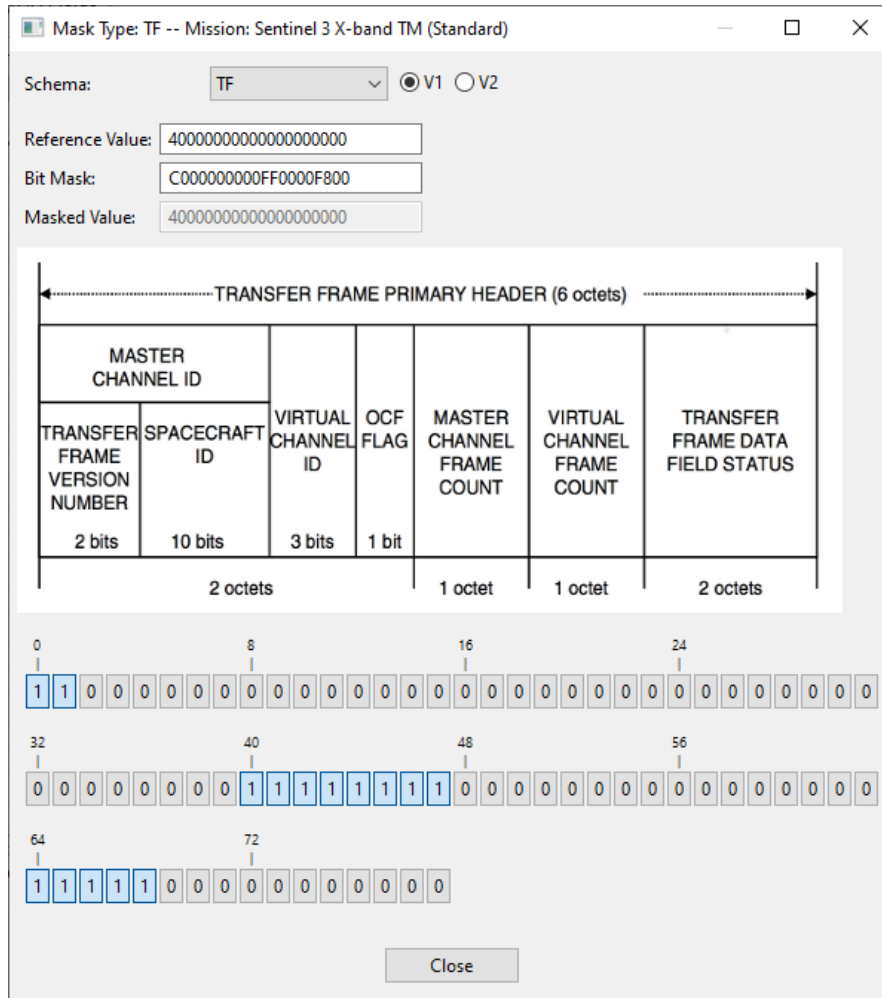 Mask Type: TF -- Mission: Sentinel 3 X-band TM (Standard)
Schema: TF V1 V2
Reference Value: 40000000000000000000
Bit Mask: C000000000FF0000F800
Masked Value: 40000000000000000000
TRANSFER FRAME PRIMARY HEADER (6 octets)
MASTER
CHANNEL ID
TRANSFER
FRAME
VERSION
NUMBER
2 bits
SPACECRAFT
ID
10 bits
VIRTUAL
CHANNEL
ID
3 bits
OCF
FLAG
1 bit
MASTER
CHANNEL
FRAME
COUNT
VIRTUAL
CHANNEL
FRAME
COUNT
TRANSFER
FRAME DATA
FIELD STATUS
2 octets 1 octet 1 octet 2 octets
0 8 16 24
1 1 0 0 0 0 0 0 0 0 0 0 0 0 0 0 0 0 0 0 0 0 0 0 0 0 0 0 0 0 0 0
32 40 48 56
0 0 0 0 0 0 0 0 1 1 1 1 1 1 1 1 0 0 0 0 0 0 0 0 0 0 0 0 0 0 0 0
64 72
1 1 1 1 1 0 0 0 0 0 0 0 0 0 0 0
Close